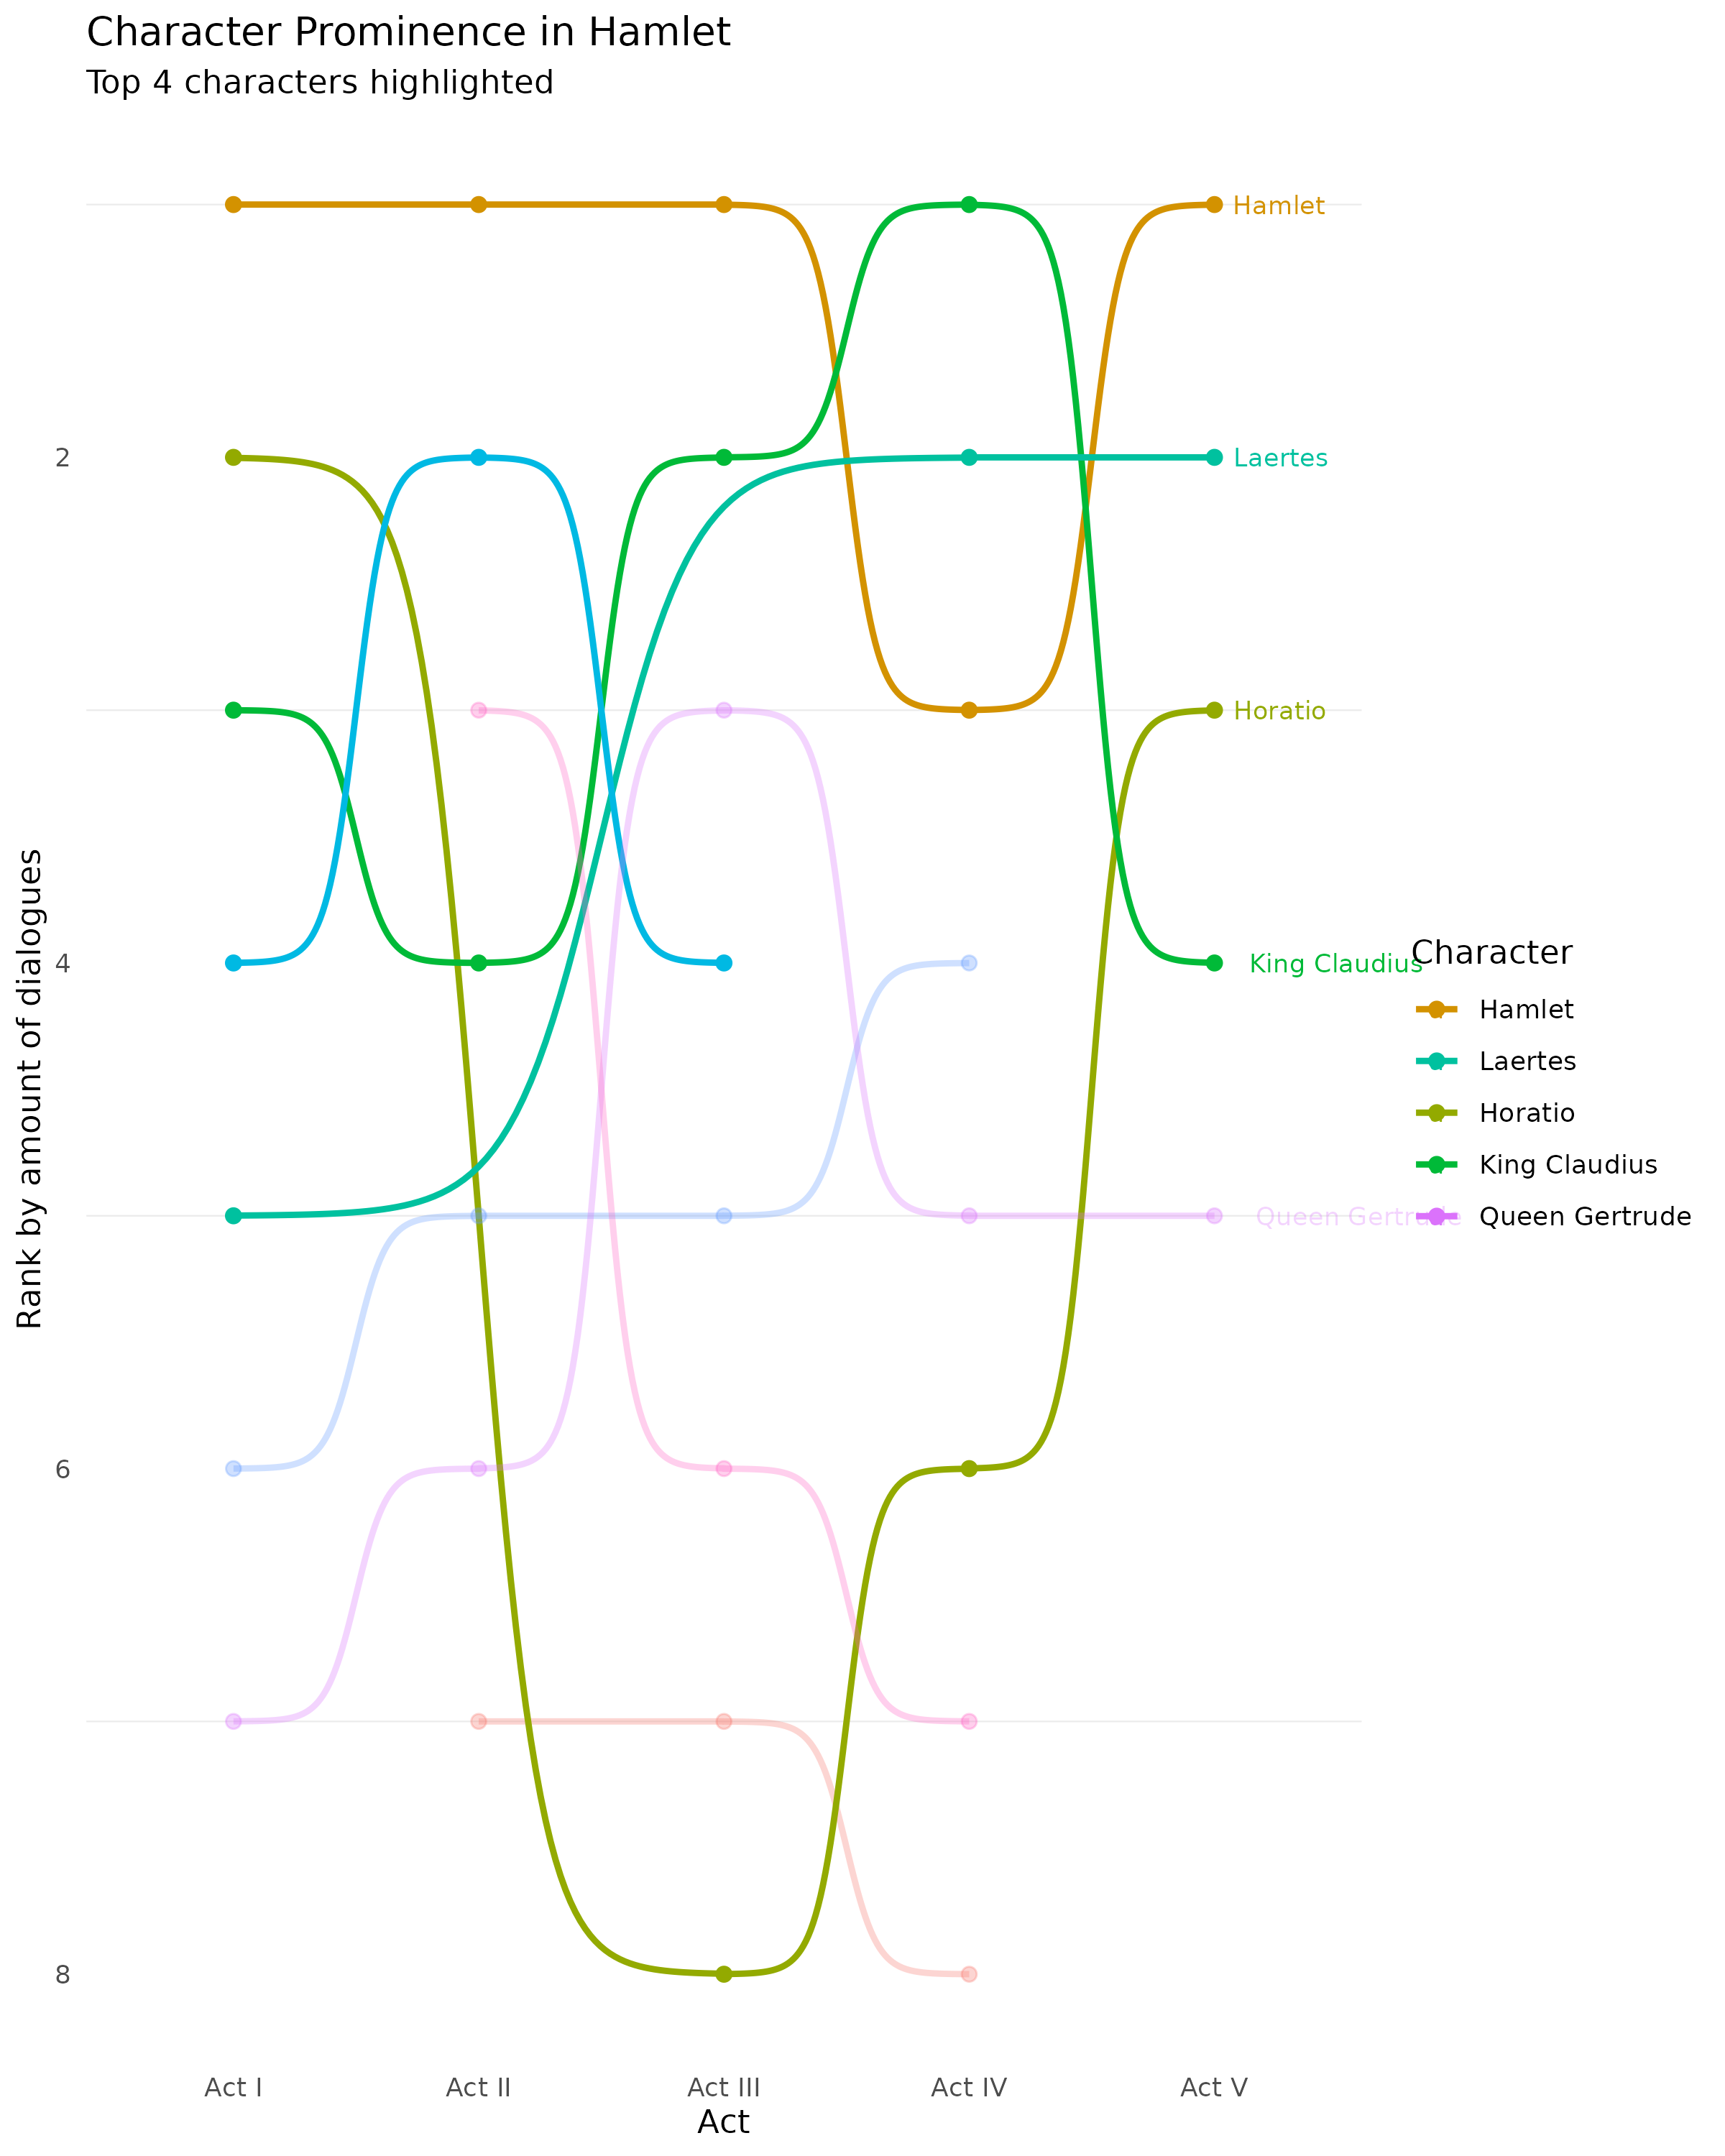 Character Prominence in Hamlet
Top 4 characters highlighted
Hamlet
2
Laertes
Horatio
4
King Claudius
Character
Hamlet
Laertes
Horatio
King Claudius
Queen Gertrude
Queen Gertrude
6
8
Rank by amount of dialogues
Act I
Act II
Act III
Act IV
Act V
Act